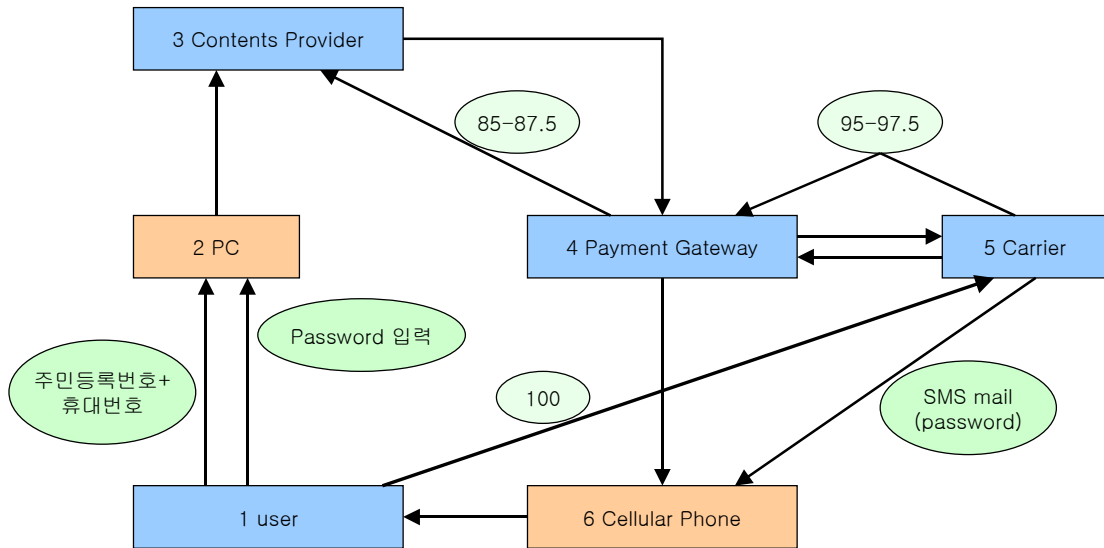 3 Contents Provider
85-87.5
95-97.5
2 PC
4 Payment Gateway
5 Carrier
Password 입력
주민등록번호+
휴대번호
100
SMS mail
(password)
1 user
6 Cellular Phone